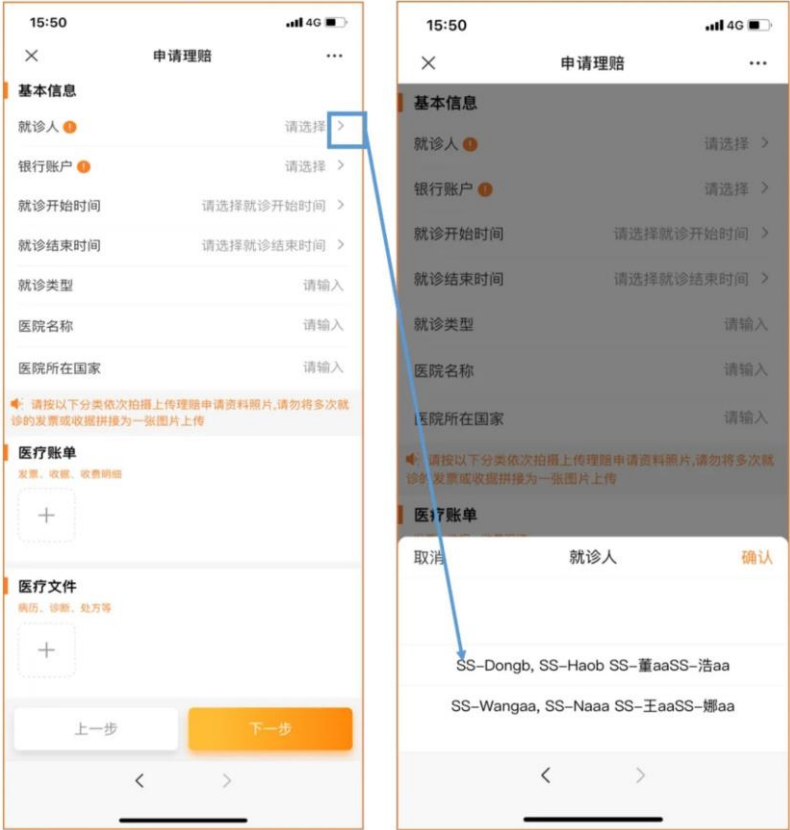 15:50
4G
申请理赔
基本信息
就诊人 请选择
银行账户 请选择
就诊开始时间 请选择就诊开始时间
就诊结束时间 请选择就诊结束时间
就诊类型 请输入
医院名称 请输入
医院所在国家 请输入
请按以下分类依次拍摄上传理赔申请资料照片,请勿将多次就
诊的发票或收据拼接为一张图片上传
医疗账单
发票、收据、收费明细
医疗文件
病历、诊断、处方等
上一步 下一步
15:50
4G
申请理赔
基本信息
就诊人 请选择
银行账户 请选择
就诊开始时间 请选择就诊开始时间
就诊结束时间 请选择就诊结束时间
就诊类型 请输入
医院名称 请输入
医院所在国家 请输入
请按以下分类依次拍摄上传理赔申请资料照片,请勿将多次就
诊的发票或收据拼接为一张图片上传
医疗账单
取消 就诊人 确认
SS-Dongb, SS-Haob SS-董aaSS-浩aa
SS-Wangaa, SS-Naaa SS-王aaSS-娜aa